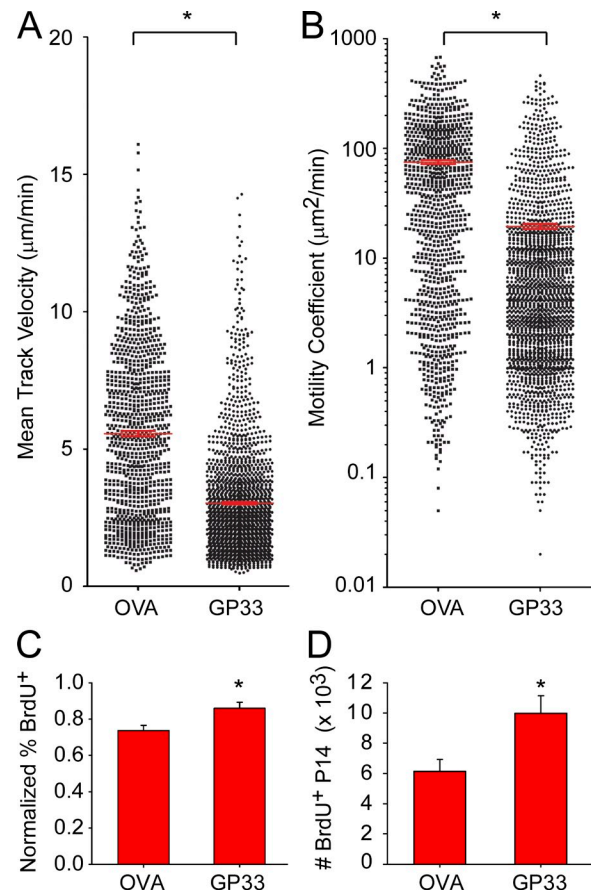 A
*
Mean Track Velocity (μm/min)
20
15
10
5
0
OVA GP33
B
*
Motility Coefficient (μm²/min)
1000
100
10
1
0.1
0.01
OVA GP33
C
Normalized % BrdU⁺
1.0
0.8
0.6
0.4
0.2
0.0
*
OVA GP33
D
# BrdU⁺ P14 (x 10³)
12
10
8
6
4
2
0
*
OVA GP33